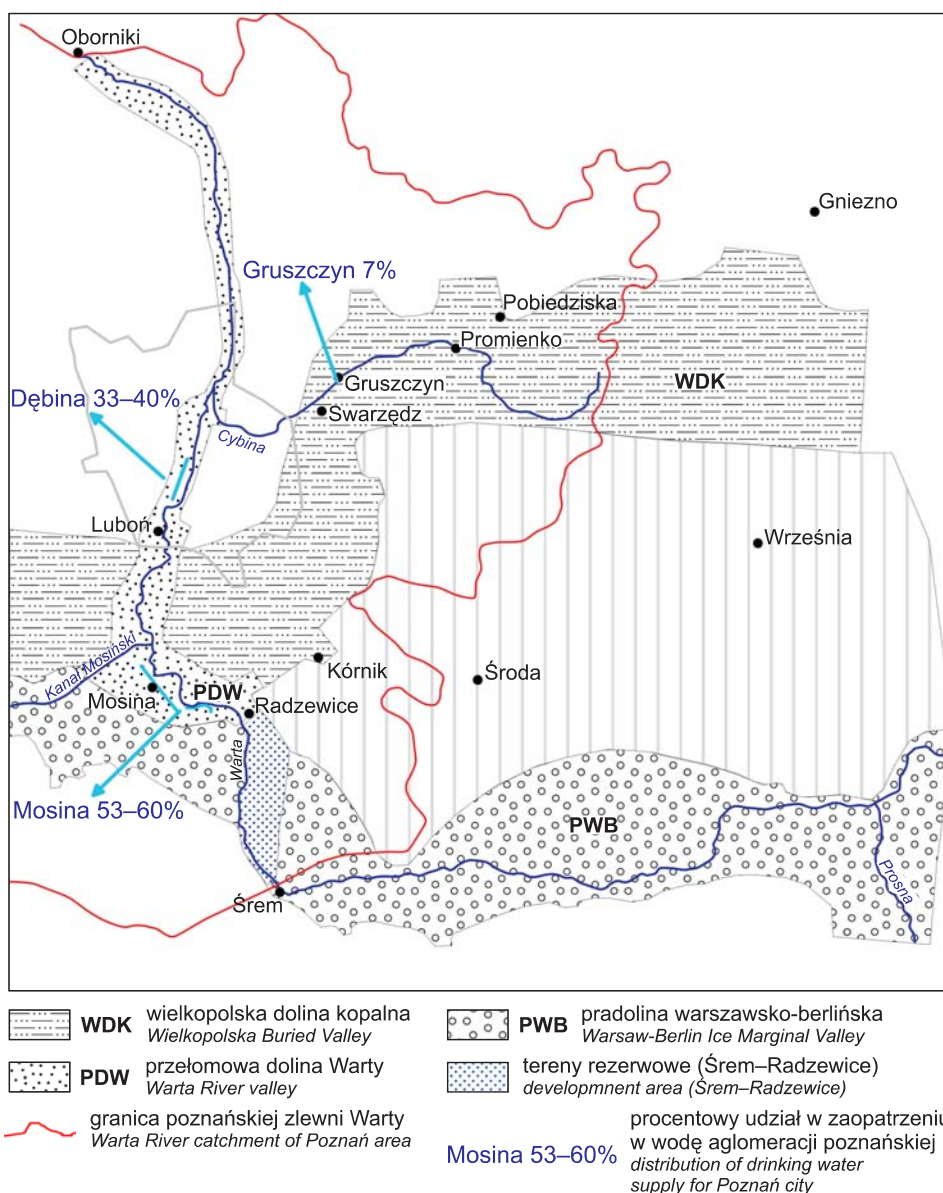 Oborniki
Gniezno
Gruszczyn 7%
Pobiedziska
Promienko
WDK
Gruszczyn
Dębina 33–40%
Swarzędz
Cybina
Luboń
Września
Kanał Mosiński
Kórnik
Środa
Mosina
PDW
Radzewice
Warta
Mosina 53–60%
PWB
Prosna
Śrem
WDK
wielkopolska dolina kopalna
Wielkopolska Buried Valley
PDW
przełomowa dolina Warty
Warta River valley
granica poznańskiej zlewni Warty
Warta River catchment of Poznań area
PWB
pradolina warszawsko-berlińska
Warsaw-Berlin Ice Marginal Valley
tereny rezerwowe (Śrem–Radzewice)
developmnent area (Śrem–Radzewice)
Mosina 53–60%
procentowy udział w zaopatrzeniu
w wodę aglomeracji poznańskiej
distribution of drinking water
supply for Poznań city